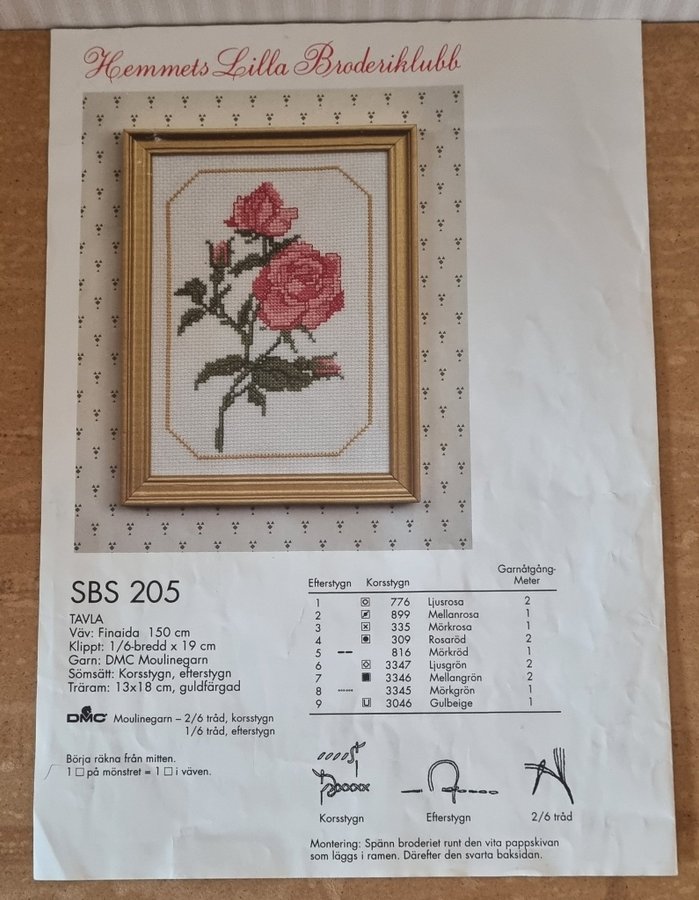 Hemmets Lilla Broderiklubb
SBS 205
TAVLA
Väv: Finaida 150 cm
Klippt: 1/6-bredd x 19 cm
Garn: DMC Moulinegarn
Sömsätt: Korsstygn, efterstygn
Träram: 13x18 cm, guldfärgad
DMC Moulinegarn – 2/6 tråd, korsstygn
1/6 tråd, efterstygn
Börja räkna från mitten.
1 □ på mönstret = 1 □ i väven.
Garnåtgång-
Efterstygn Korsstygn Meter
1 776 Ljusrosa 2
2 899 Mellanrosa 1
3 335 Mörkrosa 1
4 309 Rosaröd 2
5 -- 816 Mörkröd 1
6 3347 Ljusgrön 2
7 3346 Mellangrön 2
8 ---- 3345 Mörkgrön 1
9 3046 Gulbeige 1
Korsstygn Efterstygn 2/6 tråd
Montering: Spänn broderiet runt den vita pappskivan
som läggs i ramen. Därefter den svarta baksidan.